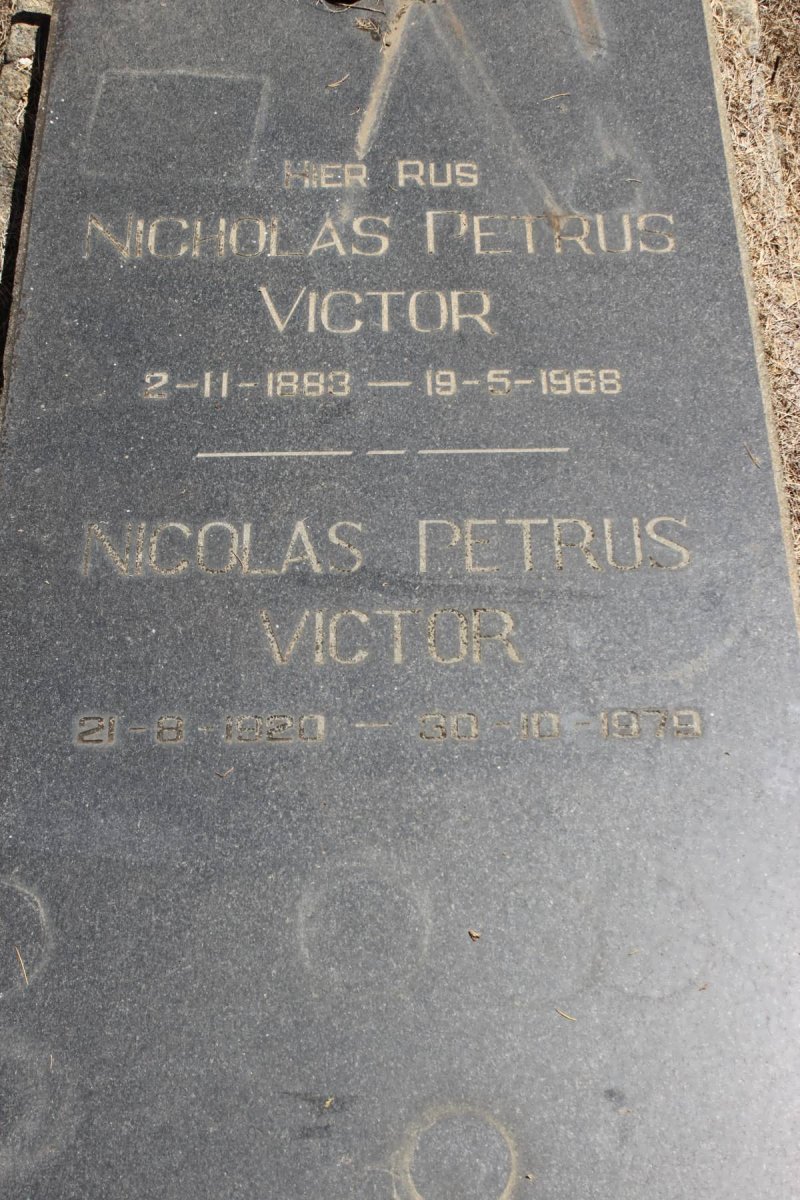 HIER RUS
NICHOLAS PETRUS
VICTOR
2-11-1883 — 19-5-1966
NICOLAS PETRUS
VICTOR
21-8-1920 — 30-10-1979